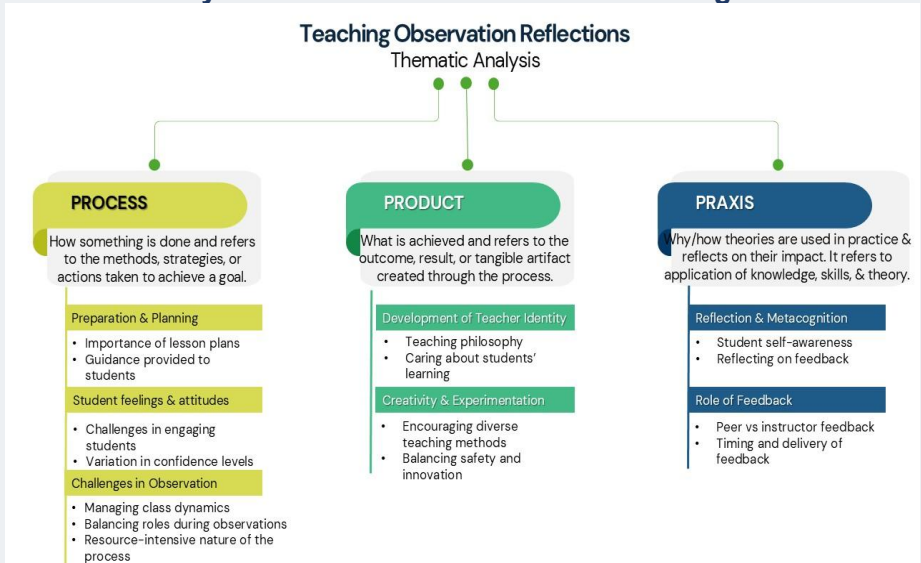 Teaching Observation Reflections
Thematic Analysis
PROCESS
How something is done and refers
to the methods, strategies, or
actions taken to achieve a goal.
Preparation & Planning
• Importance of lesson plans
• Guidance provided to
students
Student feelings & attitudes
• Challenges in engaging
students
• Variation in confidence levels
Challenges in Observation
• Managing class dynamics
• Balancing roles during observations
• Resource-intensive nature of the
process
PRODUCT
What is achieved and refers to the
outcome, result, or tangible artifact
created through the process.
Development of Teacher Identity
• Teaching philosophy
• Caring about students'
learning
Creativity & Experimentation
• Encouraging diverse
teaching methods
• Balancing safety and
innovation
PRAXIS
Why/how theories are used in practice &
reflects on their impact. It refers to
application of knowledge, skills, & theory.
Reflection & Metacognition
• Student self-awareness
• Reflecting on feedback
Role of Feedback
• Peer vs instructor feedback
• Timing and delivery of
feedback